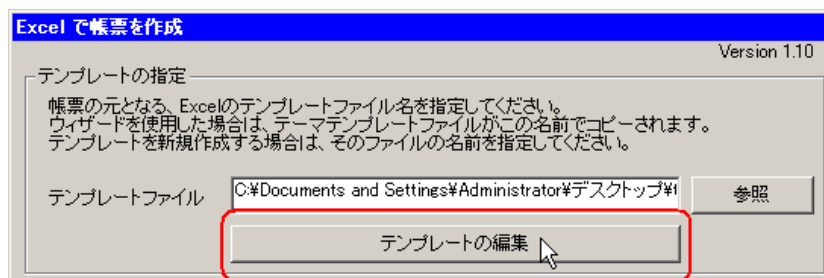 Excel で帳票を作成
Version 1.10
テンプレートの指定
帳票の元となる、Excelのテンプレートファイル名を指定してください。
ウィザードを使用した場合は、テーマテンプレートファイルがこの名前でコピーされます。
テンプレートを新規作成する場合は、そのファイルの名前を指定してください。
テンプレートファイル C:¥Documents and Settings¥Administrator¥デスクトップ¥t 参照
テンプレートの編集